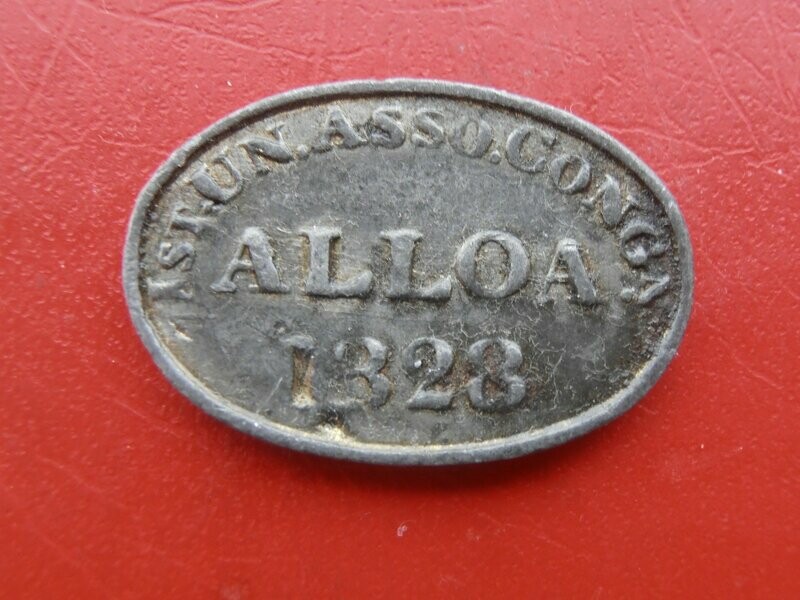 1ST. UN. ASSO. CONGA
ALLOA
1828